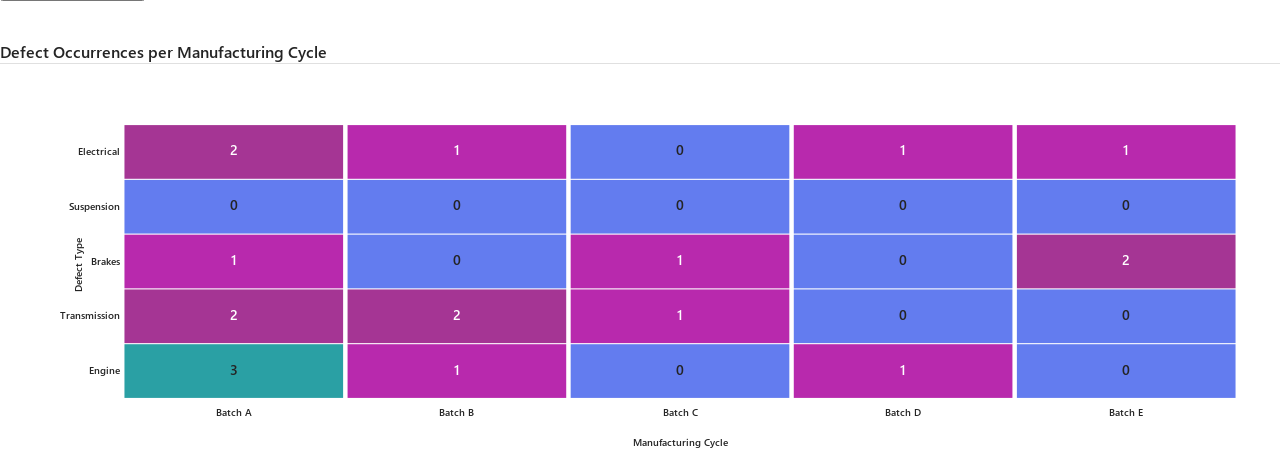 Defect Occurrences per Manufacturing Cycle
Electrical 2 1 0 1 1
Suspension 0 0 0 0 0
Defect Type
Brakes 1 0 1 0 2
Transmission 2 2 1 0 0
Engine 3 1 0 1 0
Batch A Batch B Batch C Batch D Batch E
Manufacturing Cycle